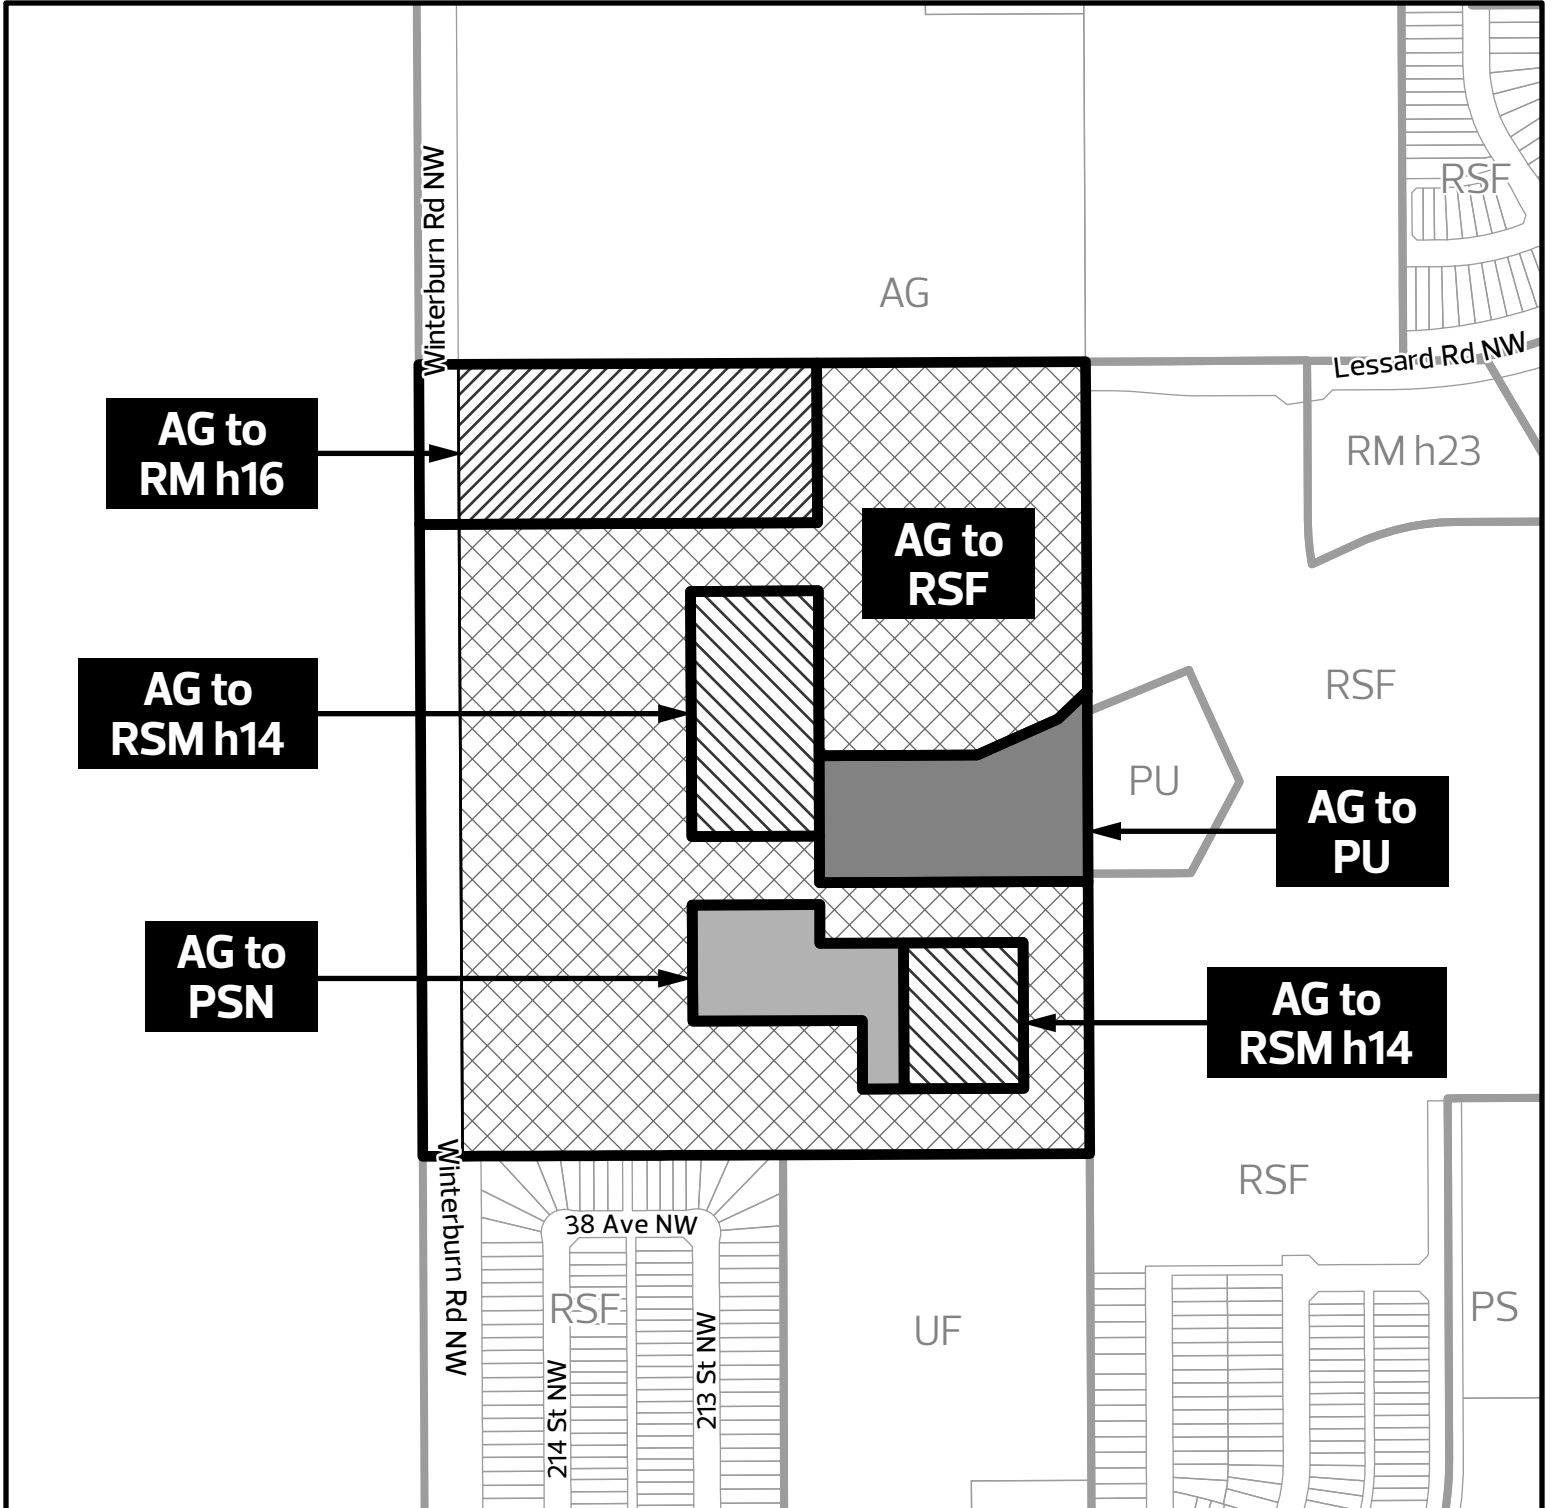 RSF
Winterburn Rd NW
AG
Lessard Rd NW
AG to
RM h16
RM h23
AG to
RSF
AG to
RSM h14
RSF
PU
AG to
PU
AG to
PSN
AG to
RSM h14
RSF
Winterburn Rd NW
38 Ave NW
RSF
UF
PS
213 St NW
214 St NW